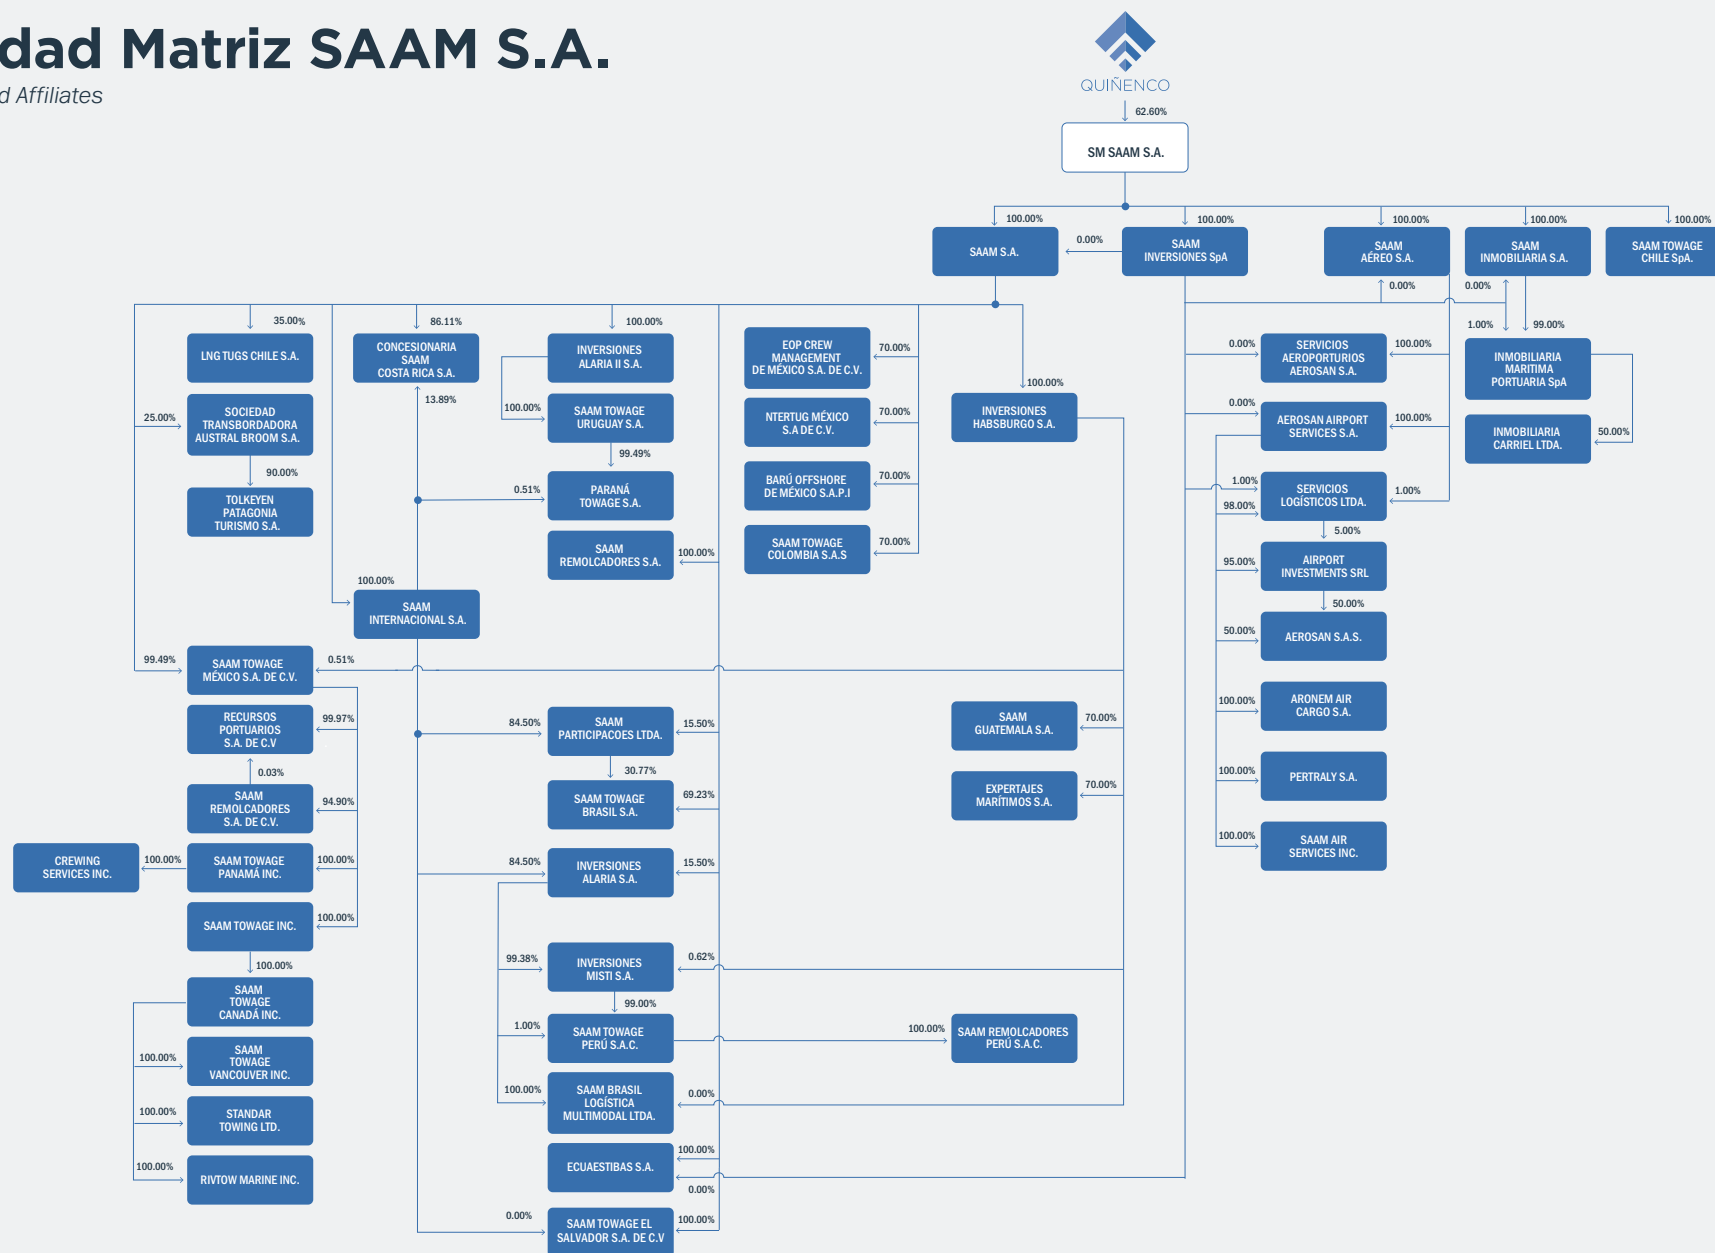 dad Matriz SAAM S.A.
d Affiliates
QUIÑENCO
62.60%
SM SAAM S.A.
100.00%
100.00%
100.00%
100.00%
100.00%
SAAM S.A.
0.00%
SAAM
INVERSIONES SpA
SAAM
AÉREO S.A.
SAAM
INMOBILIARIA S.A.
SAAM TOWAGE
CHILE SpA.
0.00%
0.00%
35.00%
86.11%
100.00%
1.00%
99.00%
LNG TUGS CHILE S.A.
CONCESIONARIA
SAAM
COSTA RICA S.A.
INVERSIONES
ALARIA II S.A.
EOP CREW
MANAGEMENT
DE MÉXICO S.A. DE C.V.
70.00%
0.00%
SERVICIOS
AEROPORTURIOS
AEROSAN S.A.
100.00%
INMOBILIARIA
MARITIMA
PORTUARIA SpA
100.00%
13.89%
25.00%
SOCIEDAD
TRANSBORDADORA
AUSTRAL BROOM S.A.
100.00%
SAAM TOWAGE
URUGUAY S.A.
NTERTUG MÉXICO
S.A DE C.V.
70.00%
INVERSIONES
HABSBURGO S.A.
0.00%
AEROSAN AIRPORT
SERVICES S.A.
100.00%
INMOBILIARIA
CARRIEL LTDA.
50.00%
90.00%
99.49%
TOLKEYEN
PATAGONIA
TURISMO S.A.
0.51%
PARANÁ
TOWAGE S.A.
BARÚ OFFSHORE
DE MÉXICO S.A.P.I
70.00%
1.00%
98.00%
SERVICIOS
LOGÍSTICOS LTDA.
1.00%
5.00%
SAAM
REMOLCADORES S.A.
100.00%
SAAM TOWAGE
COLOMBIA S.A.S
70.00%
95.00%
AIRPORT
INVESTMENTS SRL
100.00%
SAAM
INTERNACIONAL S.A.
50.00%
50.00%
AEROSAN S.A.S.
99.49%
SAAM TOWAGE
MÉXICO S.A. DE C.V.
0.51%
100.00%
ARONEM AIR
CARGO S.A.
RECURSOS
PORTUARIOS
S.A. DE C.V
99.97%
84.50%
SAAM
PARTICIPACOES LTDA.
15.50%
SAAM
GUATEMALA S.A.
70.00%
0.03%
30.77%
100.00%
PERTRALY S.A.
SAAM
REMOLCADORES
S.A. DE C.V.
94.90%
SAAM TOWAGE
BRASIL S.A.
69.23%
EXPERTAJES
MARÍTIMOS S.A.
70.00%
100.00%
SAAM AIR
SERVICES INC.
CREWING
SERVICES INC.
100.00%
SAAM TOWAGE
PANAMÁ INC.
100.00%
84.50%
INVERSIONES
ALARIA S.A.
15.50%
SAAM TOWAGE INC.
100.00%
100.00%
99.38%
INVERSIONES
MISTI S.A.
0.62%
SAAM
TOWAGE
CANADÁ INC.
99.00%
1.00%
SAAM TOWAGE
PERÚ S.A.C.
100.00%
SAAM REMOLCADORES
PERÚ S.A.C.
100.00%
SAAM
TOWAGE
VANCOUVER INC.
100.00%
SAAM BRASIL
LOGÍSTICA
MULTIMODAL LTDA.
0.00%
100.00%
STANDAR
TOWING LTD.
100.00%
RIVTOW MARINE INC.
ECUAESTIBAS S.A.
100.00%
0.00%
0.00%
SAAM TOWAGE EL
SALVADOR S.A. DE C.V
100.00%